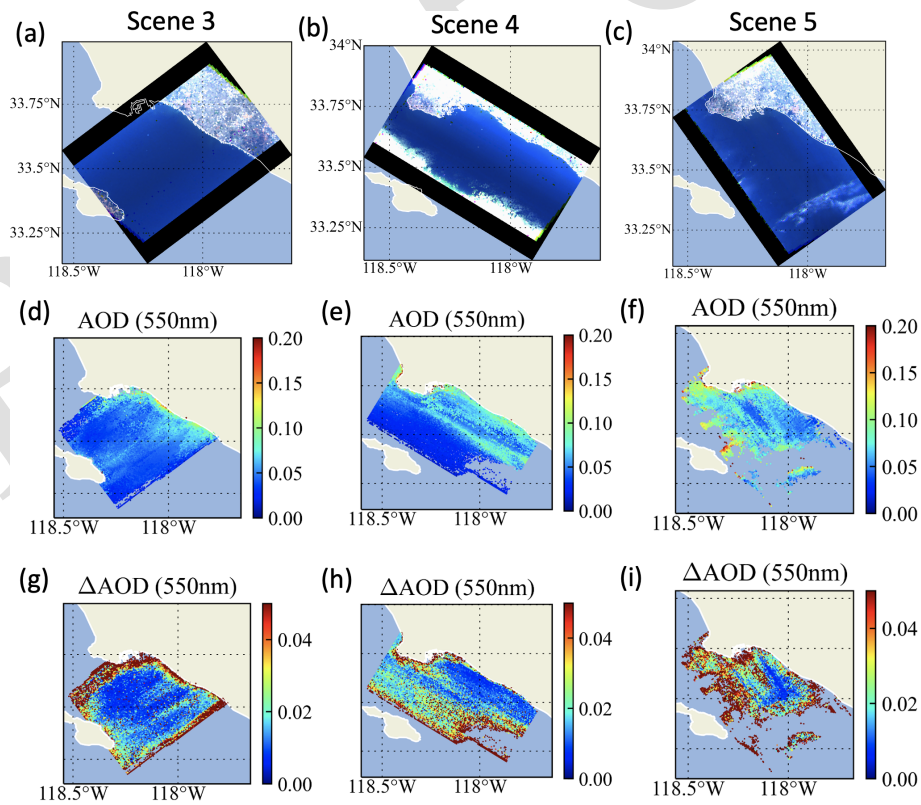 Scene 3 Scene 4 Scene 5
(a) (b) (c)
34°N 34°N
33.75°N 33.75°N 33.75°N
33.5°N 33.5°N 33.5°N
33.25°N 33.25°N 33.25°N
118.5°W 118°W 118.5°W 118°W 118.5°W 118°W
(d) (e) (f)
AOD (550nm) AOD (550nm) AOD (550nm)
0.20 0.20 0.20
0.15 0.15 0.15
0.10 0.10 0.10
0.05 0.05 0.05
0.00 0.00 0.00
118.5°W 118°W 118.5°W 118°W 118.5°W 118°W
(g) (h) (i)
ΔAOD (550nm) ΔAOD (550nm) ΔAOD (550nm)
0.04 0.04 0.04
0.02 0.02 0.02
0.00 0.00 0.00
118.5°W 118°W 118.5°W 118°W 118.5°W 118°W